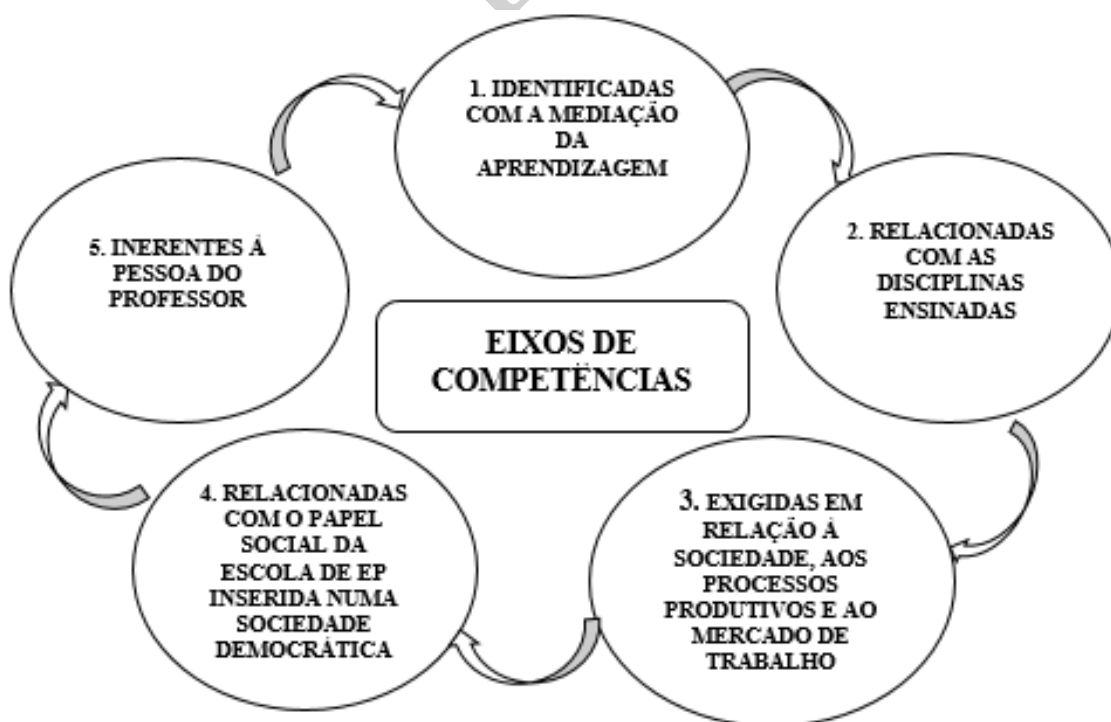 1. IDENTIFICADAS
COM A MEDIAÇÃO
DA
APRENDIZAGEM
2. RELACIONADAS
COM AS
DISCIPLINAS
ENSINADAS
3. EXIGIDAS EM
RELAÇÃO À
SOCIEDADE, AOS
PROCESSOS
PRODUTIVOS E AO
MERCADO DE
TRABALHO
4. RELACIONADAS
COM O PAPEL
SOCIAL DA
ESCOLA DE EP
INSERIDA NUMA
SOCIEDADE
DEMOCRÁTICA
5. INERENTES À
PESSOA DO
PROFESSOR
EIXOS DE
COMPETÊNCIAS